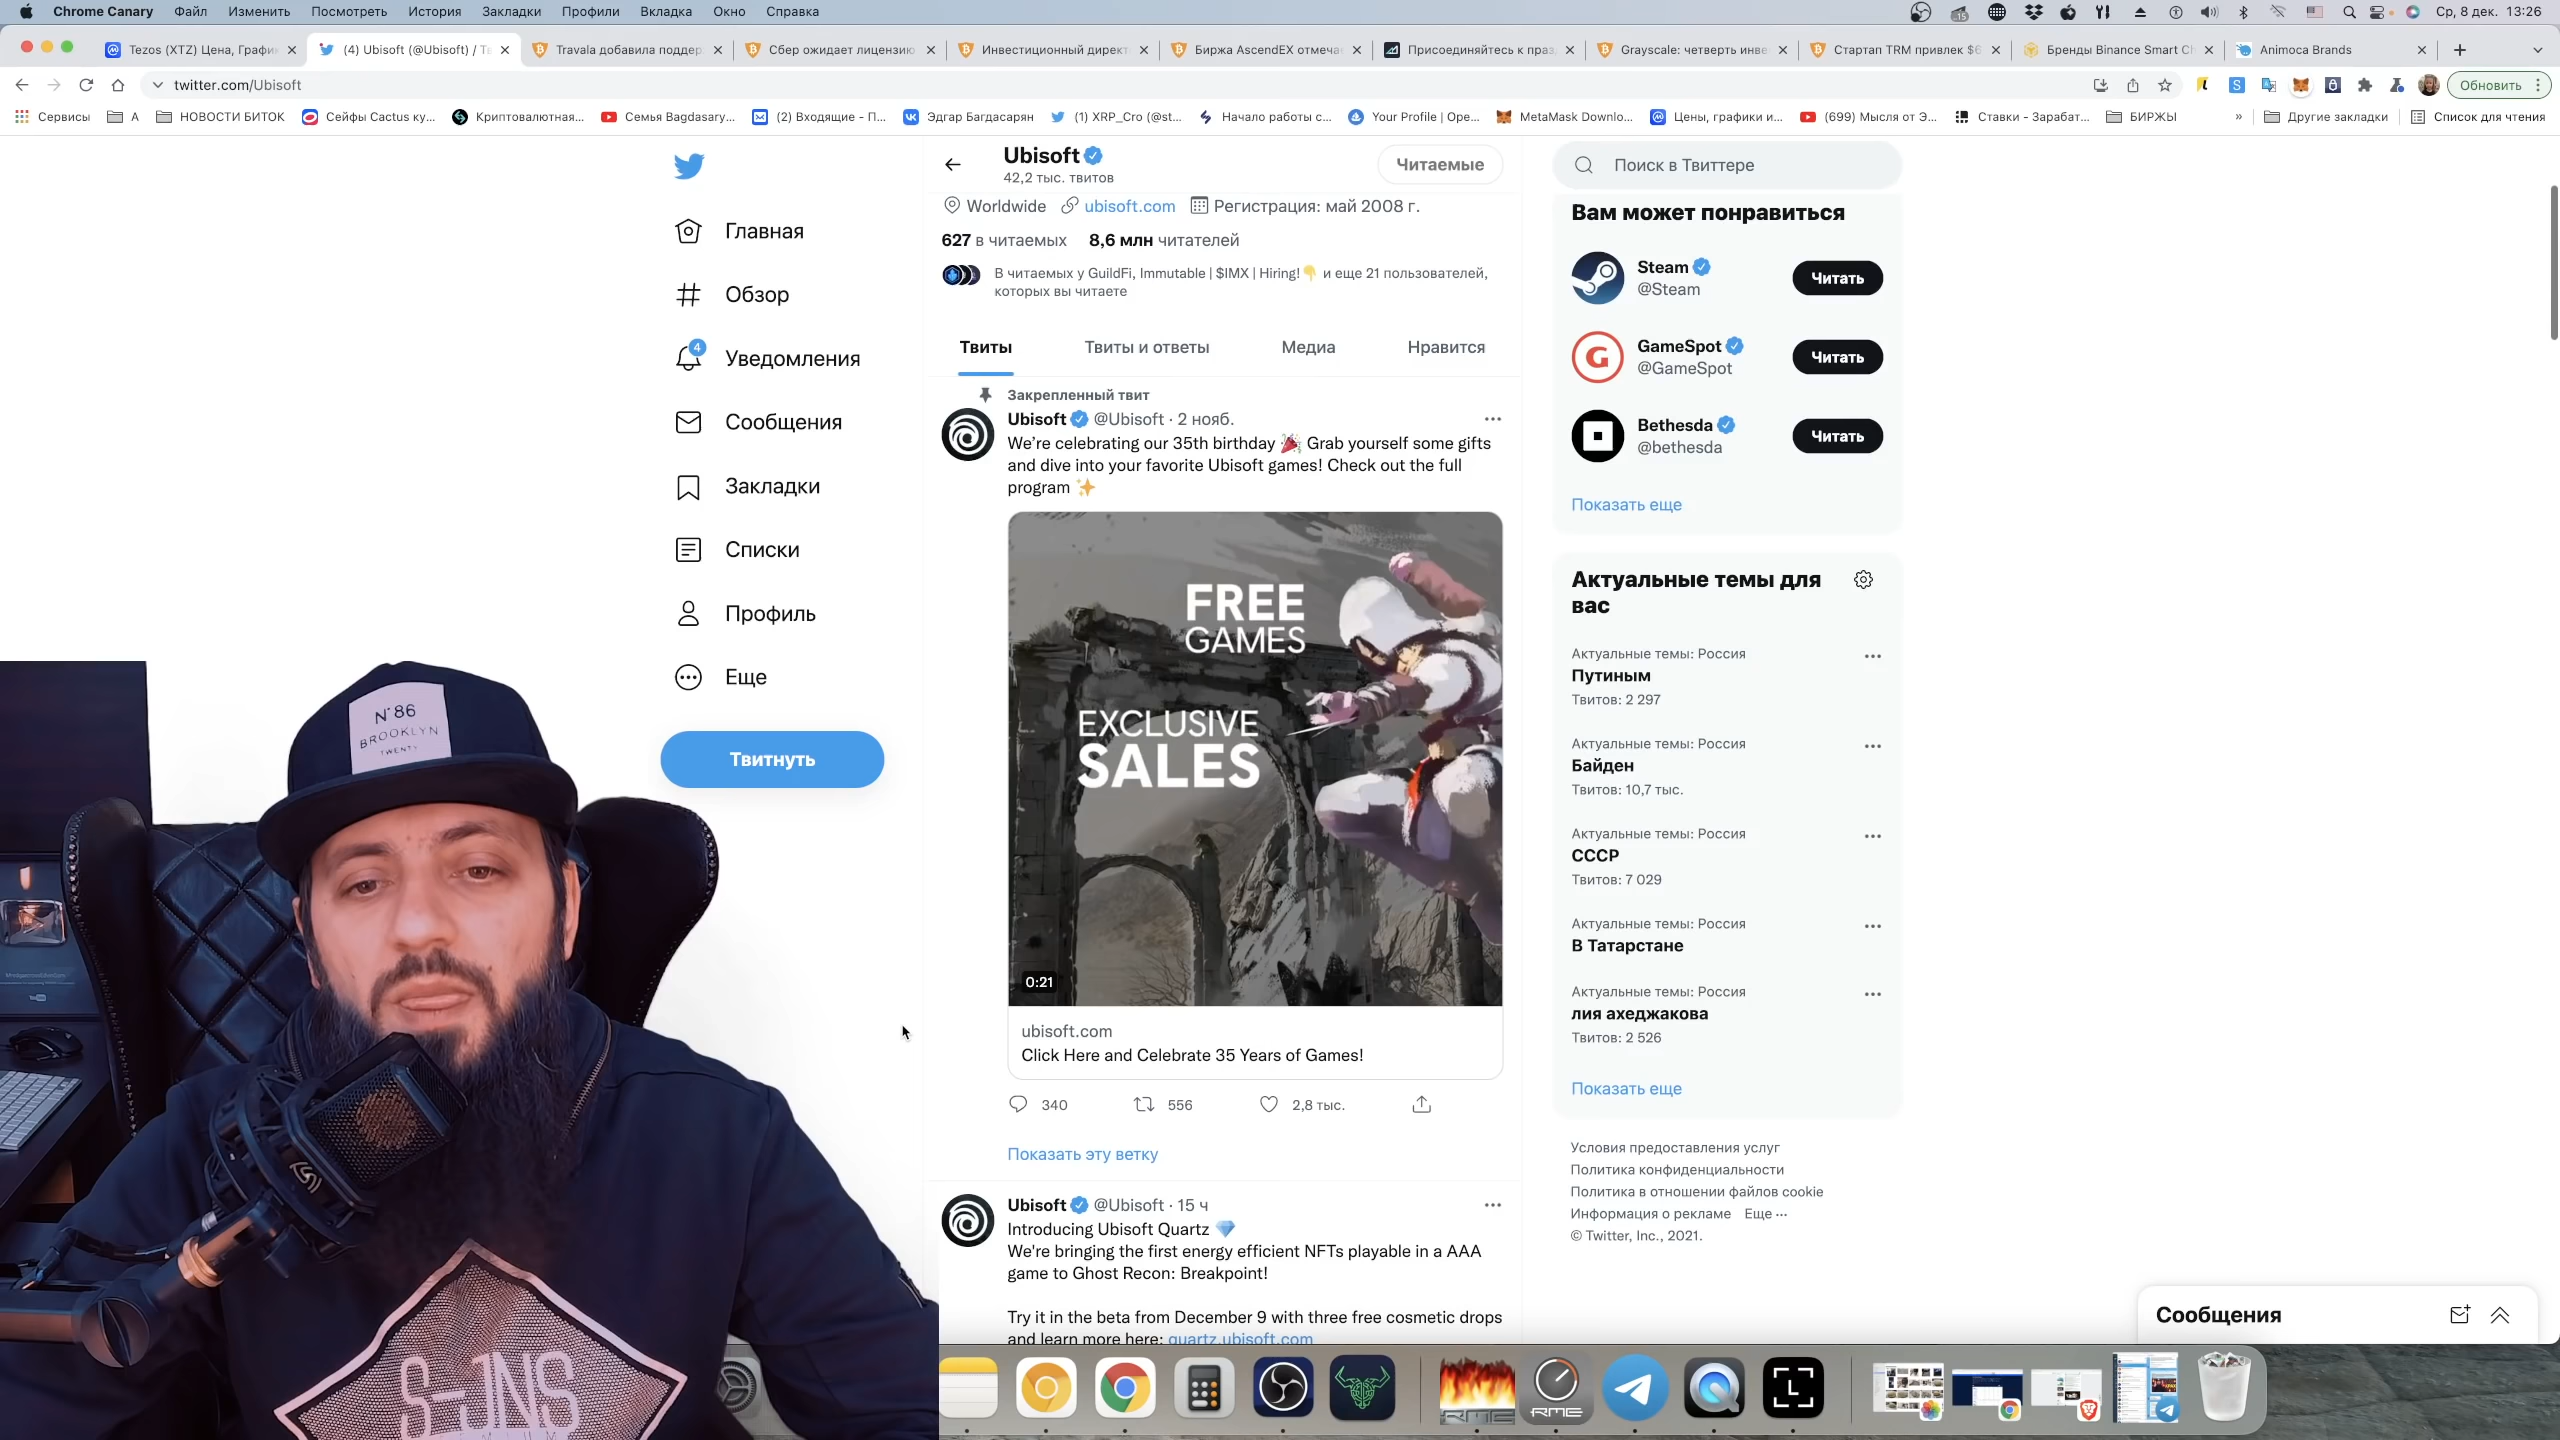 Chrome Canary Файл Изменить Посмотреть История Закладки Профили Вкладка Окно Справка
Ср, 8 дек. 13:26
Tezos (XTZ) Цена, Графи
(4) Ubisoft (@Ubisoft) / Тв
Travala добавила поддер
Сбер ожидает лицензию
Инвестиционный директ
Биржа AscendEX отмеча
Присоединяйтесь к праз
Grayscale: четверть инве
Стартап TRM привлек $6
Бренды Binance Smart Ch
Animoca Brands
twitter.com/Ubisoft
Обновить
Сервисы
А
НОВОСТИ БИТОК
Сейфы Cactus ку...
Криптовалютная...
Семья Bagdasary...
(2) Входящие - П...
Эдгар Багдасарян
(1) XRP_Cro (@st...
Начало работы с...
Your Profile | Ope...
MetaMask Downlo...
Цены, графики и...
(699) Мысля от Э...
Ставки - Зарабат...
БИРЖЫ
»
Другие закладки
Список для чтения
Главная
Обзор
4
Уведомления
Сообщения
Закладки
Списки
Профиль
Еще
Твитнуть
Ubisoft
42,2 тыс. твитов
Читаемые
Worldwide ubisoft.com Регистрация: май 2008 г.
627 в читаемых 8,6 млн читателей
В читаемых у GuildFi, Immutable | $IMX | Hiring!👇 и еще 21 пользователей,
которых вы читаете
Твиты Твиты и ответы Медиа Нравится
Закрепленный твит
Ubisoft @Ubisoft · 2 нояб.
We're celebrating our 35th birthday 🎉 Grab yourself some gifts
and dive into your favorite Ubisoft games! Check out the full
program ✨
FREE
GAMES
EXCLUSIVE
SALES
0:21
ubisoft.com
Click Here and Celebrate 35 Years of Games!
340 556 2,8 тыс.
Показать эту ветку
Ubisoft @Ubisoft · 15 ч
Introducing Ubisoft Quartz 💎
We're bringing the first energy efficient NFTs playable in a AAA
game to Ghost Recon: Breakpoint!
Try it in the beta from December 9 with three free cosmetic drops
and learn more here: quartz.ubisoft.com
Поиск в Твиттере
Вам может понравиться
Steam
@Steam
Читать
GameSpot
@GameSpot
Читать
Bethesda
@bethesda
Читать
Показать еще
Актуальные темы для
вас
Актуальные темы: Россия
Путиным
Твитов: 2 297
Актуальные темы: Россия
Байден
Твитов: 10,7 тыс.
Актуальные темы: Россия
СССР
Твитов: 7 029
Актуальные темы: Россия
В Татарстане
Актуальные темы: Россия
лия ахеджакова
Твитов: 2 526
Показать еще
Условия предоставления услуг
Политика конфиденциальности
Политика в отношении файлов cookie
Информация о рекламе Еще ···
© Twitter, Inc., 2021.
Сообщения
N°86
BROOKLYN
TWENTY
S-JNS
RME
RME